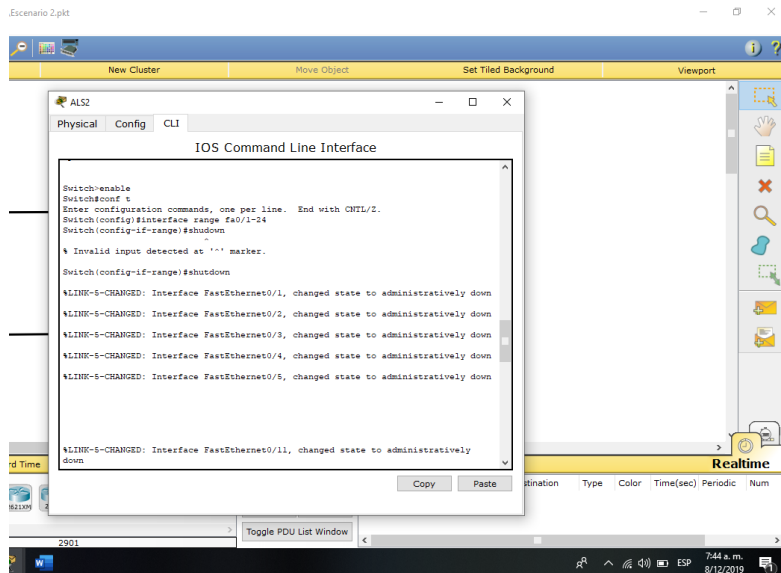 Escenario 2.pkt
New Cluster
Move Object
Set Tiled Background
Viewport
ALS2
Physical
Config
CLI
IOS Command Line Interface
Switch>enable
Switch#conf t
Enter configuration commands, one per line.  End with CNTL/Z.
Switch(config)#interface range fa0/1-24
Switch(config-if-range)#shudown
^
% Invalid input detected at '^' marker.
Switch(config-if-range)#shutdown
%LINK-5-CHANGED: Interface FastEthernet0/1, changed state to administratively down
%LINK-5-CHANGED: Interface FastEthernet0/2, changed state to administratively down
%LINK-5-CHANGED: Interface FastEthernet0/3, changed state to administratively down
%LINK-5-CHANGED: Interface FastEthernet0/4, changed state to administratively down
%LINK-5-CHANGED: Interface FastEthernet0/5, changed state to administratively down
%LINK-5-CHANGED: Interface FastEthernet0/11, changed state to administratively
down
Copy
Paste
rd Time
Realtime
stination
Type
Color
Time(sec)
Periodic
Num
2621XM
Toggle PDU List Window
2901
ESP
7:44 a. m.
8/12/2019